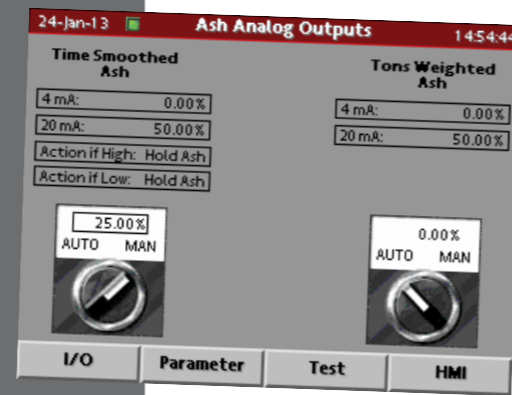 24-Jan-13 Ash Analog Outputs 14:54:44
Time Smoothed
Ash
4 mA: 0.00%
20 mA: 50.00%
Action if High: Hold Ash
Action if Low: Hold Ash
Tons Weighted
Ash
4 mA: 0.00%
20 mA: 50.00%
25.00%
AUTO MAN
0.00%
AUTO MAN
I/O Parameter Test HMI